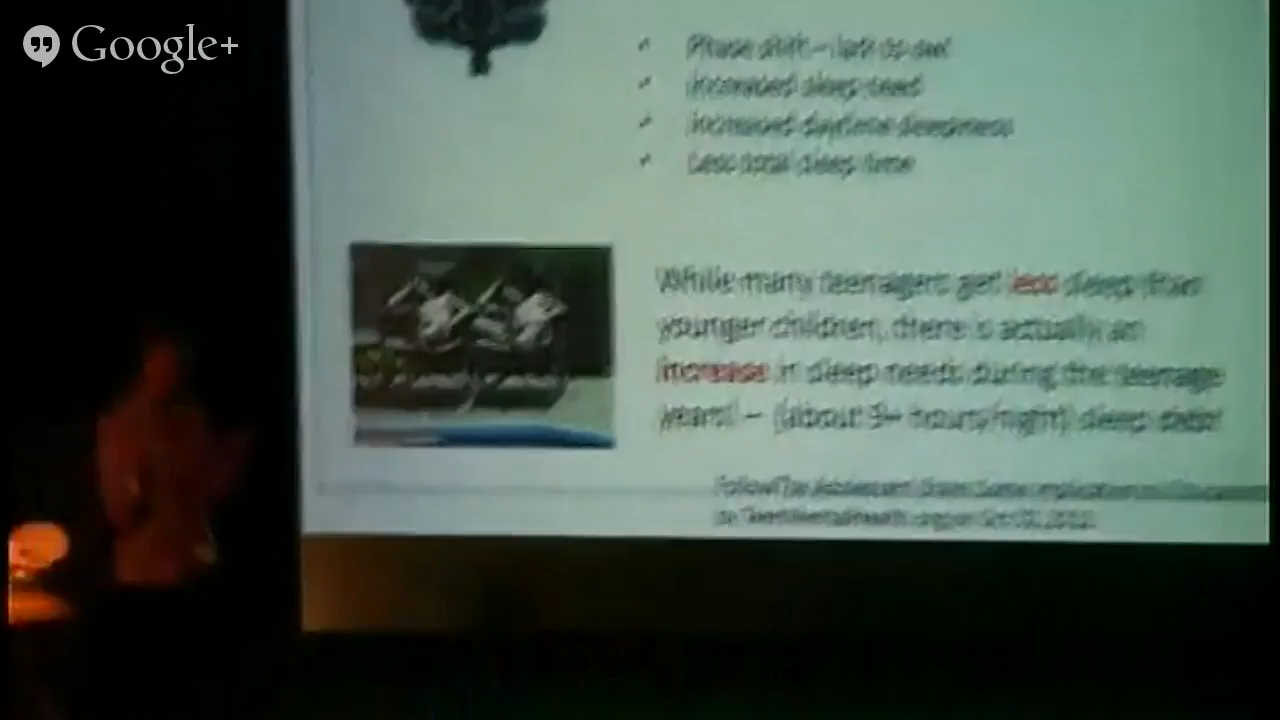 Google+
Phase shift – lark to owl
Increased sleep need
Increased daytime sleepiness
Less total sleep time
While many teenagers get less sleep than
younger children, there is actually an
increase in sleep needs during the teenage
years! – (about 9+ hours/night) sleep debt